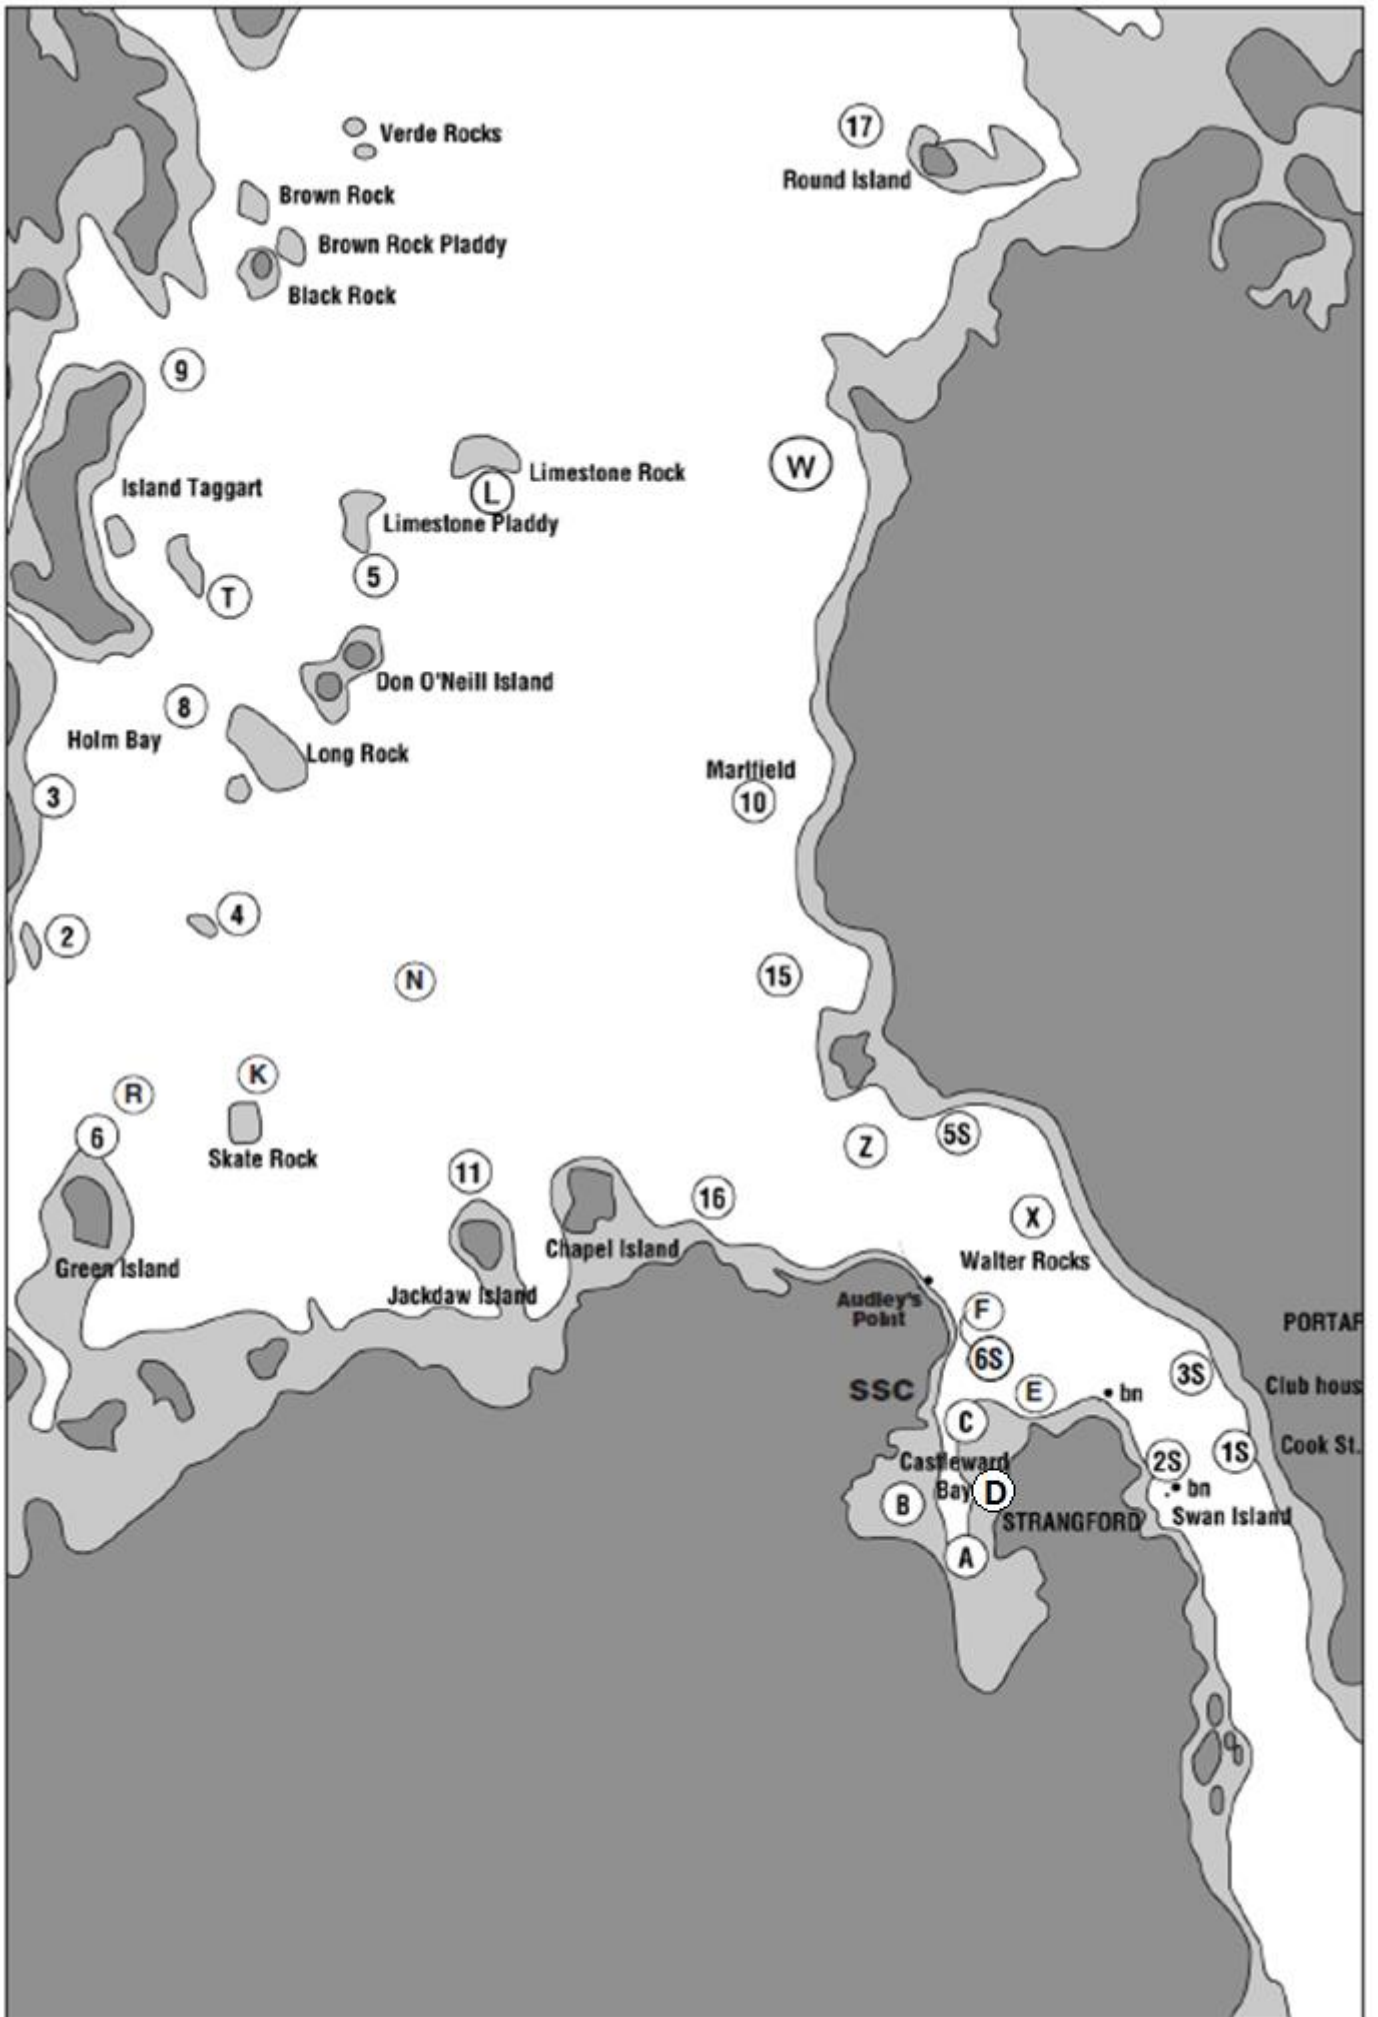 Verde Rocks
17
Round Island
Brown Rock
Brown Rock Pladdy
Black Rock
9
W
Limestone Rock
Island Taggart
L
Limestone Pladdy
5
T
Don O'Neill Island
8
Holm Bay
Long Rock
Marlfield
10
3
4
2
15
N
K
R
6
5S
Z
Skate Rock
11
16
X
Chapel Island
Walter Rocks
Green Island
Jackdaw Island
Audley's
Point
F
PORTAF
6S
3S
SSC
E
bn
Club hous
C
Cook St.
1S
2S
Castleward
Bay
D
bn
B
Swan Island
STRANGFORD
A